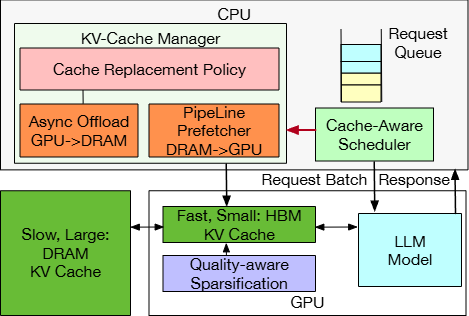 CPU
KV-Cache Manager
Cache Replacement Policy
Async Offload
GPU->DRAM
PipeLine
Prefetcher
DRAM->GPU
Request
Queue
Cache-Aware
Scheduler
Request Batch
Response
Slow, Large:
DRAM
KV Cache
Fast, Small: HBM
KV Cache
Quality-aware
Sparsification
LLM
Model
GPU